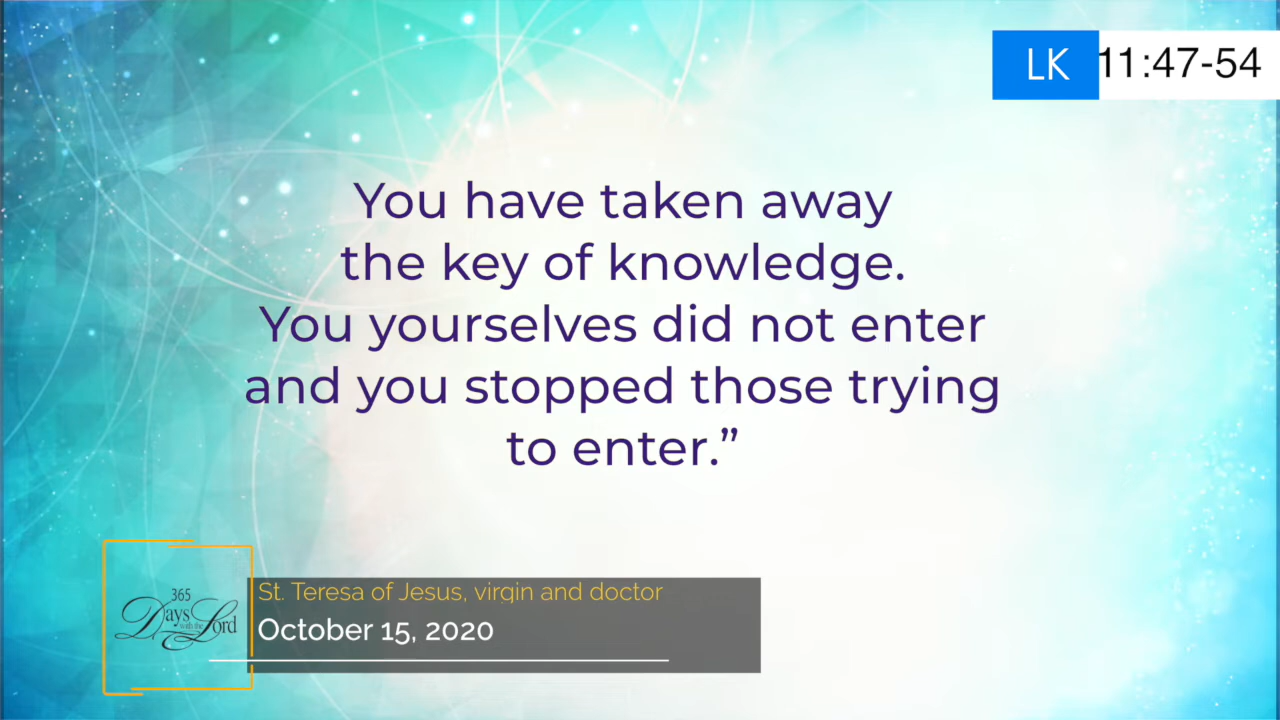 LK 11:47-54
You have taken away
the key of knowledge.
You yourselves did not enter
and you stopped those trying
to enter.”
365
Days with the Lord
St. Teresa of Jesus, virgin and doctor
October 15, 2020